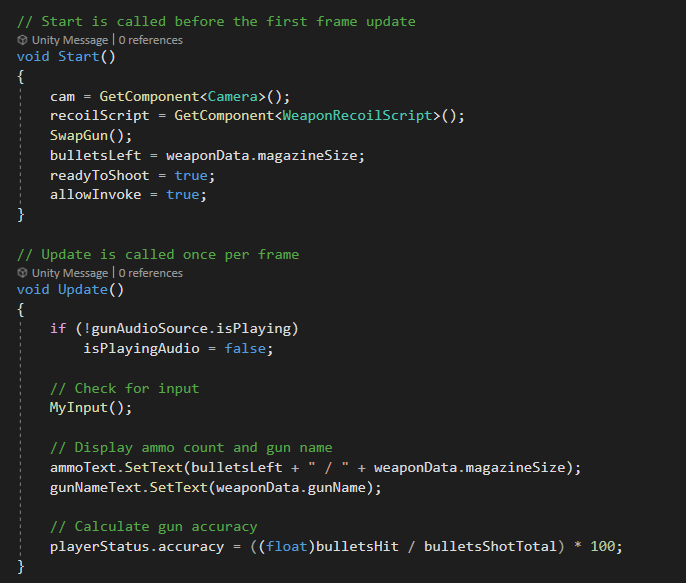 // Start is called before the first frame update
Unity Message | 0 references
void Start()
{
cam = GetComponent<Camera>();
recoilScript = GetComponent<WeaponRecoilScript>();
SwapGun();
bulletsLeft = weaponData.magazineSize;
readyToShoot = true;
allowInvoke = true;
}
// Update is called once per frame
Unity Message | 0 references
void Update()
{
if (!gunAudioSource.isPlaying)
isPlayingAudio = false;
// Check for input
MyInput();
// Display ammo count and gun name
ammoText.SetText(bulletsLeft + " / " + weaponData.magazineSize);
gunNameText.SetText(weaponData.gunName);
// Calculate gun accuracy
playerStatus.accuracy = ((float)bulletsHit / bulletsShotTotal) * 100;
}